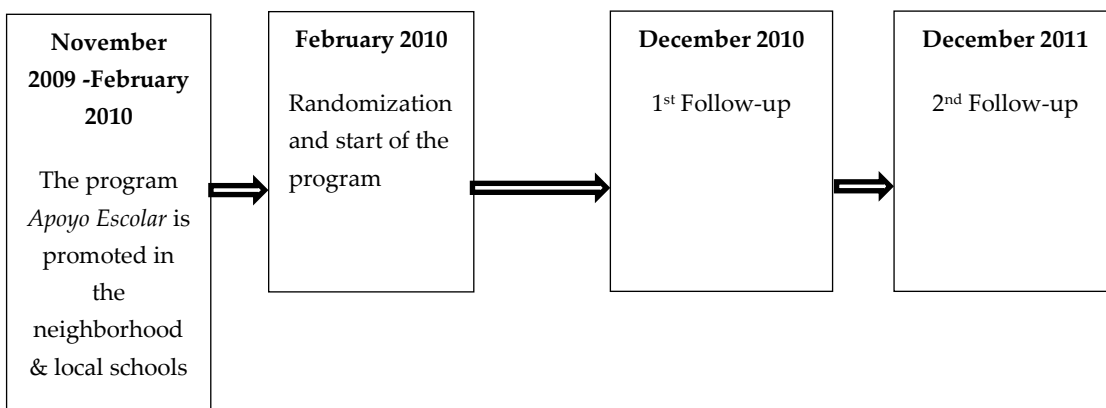 November
2009 -February
2010
The program
Apoyo Escolar is
promoted in
the
neighborhood
& local schools
February 2010
Randomization
and start of the
program
December 2010
1st Follow-up
December 2011
2nd Follow-up